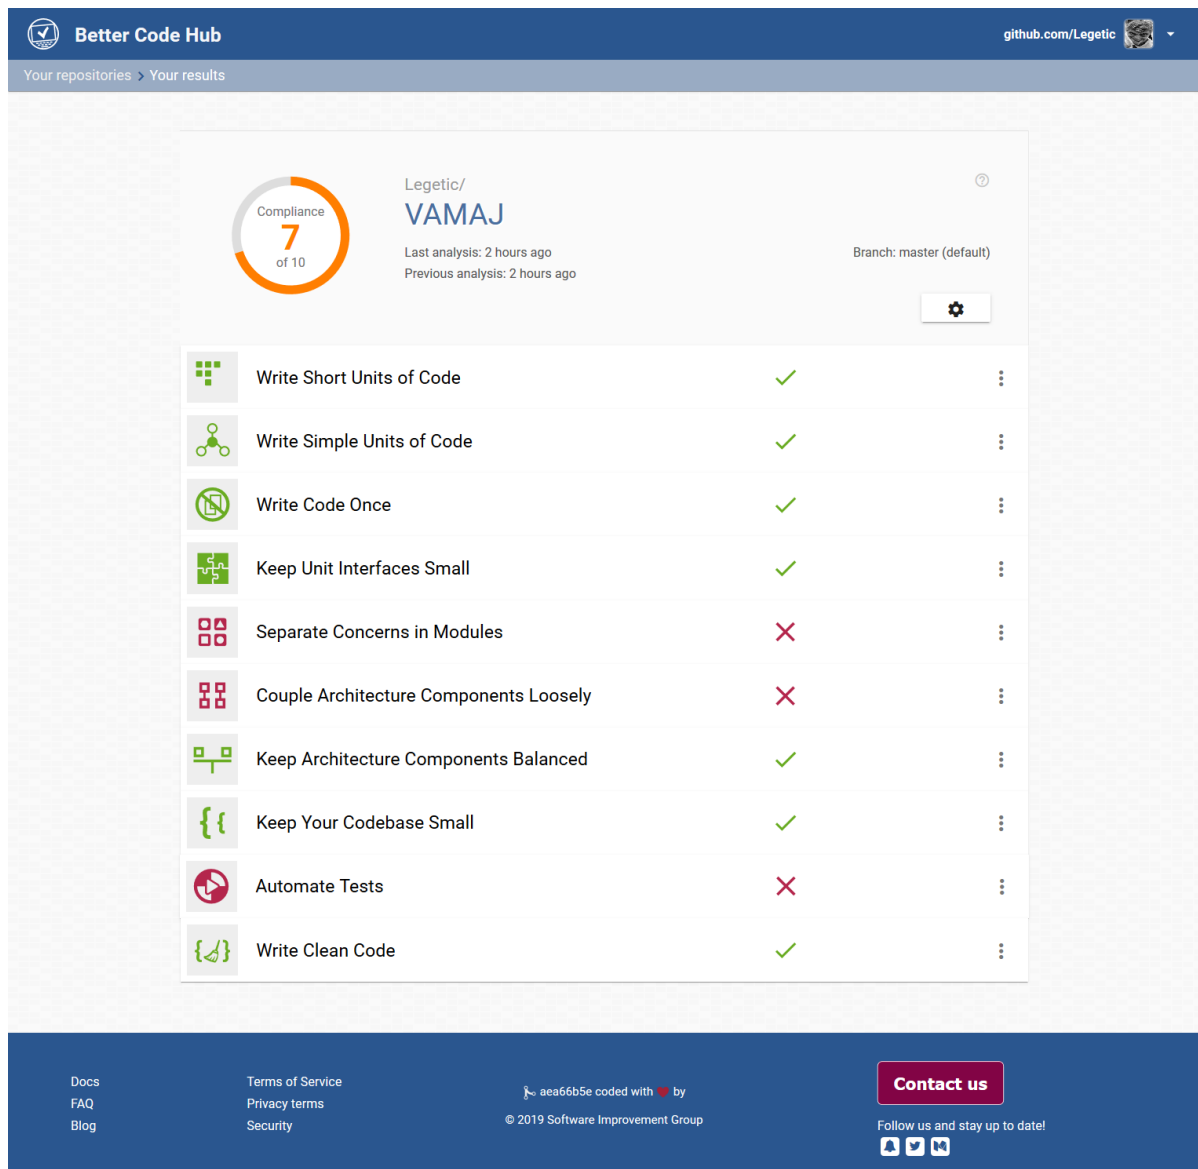 Better Code Hub
github.com/Legetic
Your repositories > Your results
Compliance
7
of 10
Legetic/
VAMAJ
Last analysis: 2 hours ago
Previous analysis: 2 hours ago
Branch: master (default)
Write Short Units of Code
Write Simple Units of Code
Write Code Once
Keep Unit Interfaces Small
Separate Concerns in Modules
Couple Architecture Components Loosely
Keep Architecture Components Balanced
Keep Your Codebase Small
Automate Tests
Write Clean Code
Docs
FAQ
Blog
Terms of Service
Privacy terms
Security
aea66b5e coded with ❤ by
© 2019 Software Improvement Group
Contact us
Follow us and stay up to date!